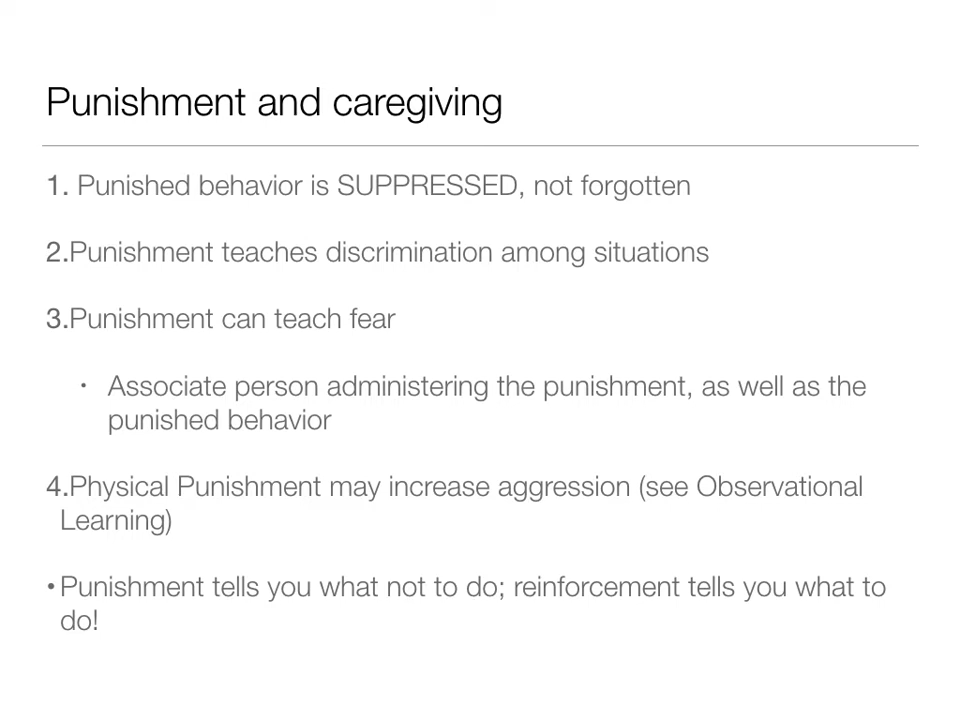 Punishment and caregiving
1. Punished behavior is SUPPRESSED, not forgotten
2.Punishment teaches discrimination among situations
3.Punishment can teach fear
• Associate person administering the punishment, as well as the
punished behavior
4.Physical Punishment may increase aggression (see Observational
Learning)
• Punishment tells you what not to do; reinforcement tells you what to
do!